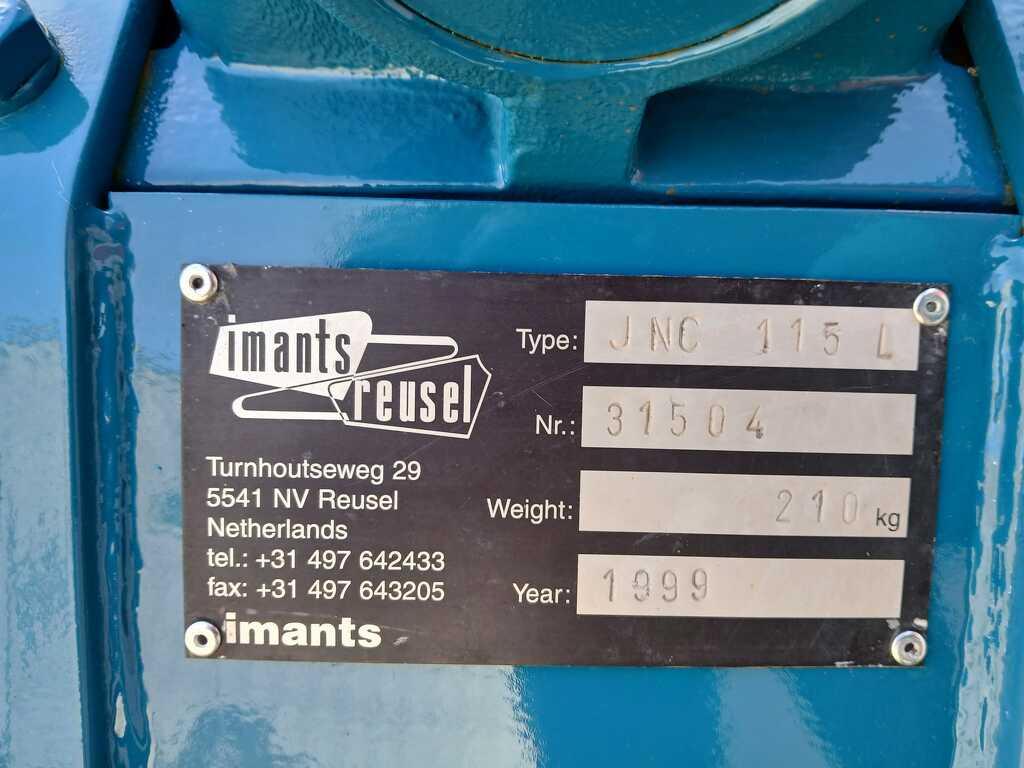 imants
reusel
Turnhoutseweg 29
5541 NV Reusel
Netherlands
tel.: +31 497 642433
fax: +31 497 643205
imants
Type: JNC 115 L
Nr.: 31504
Weight: 210 kg
Year: 1999